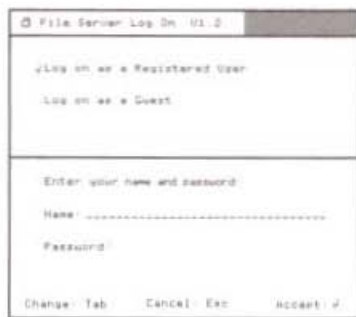 File Server Log On V1.2
✓Log on as a Registered User
Log on as a Guest
Enter your name and password
Name:
Password:
Change: Tab Cancel: Esc Accept: ↲